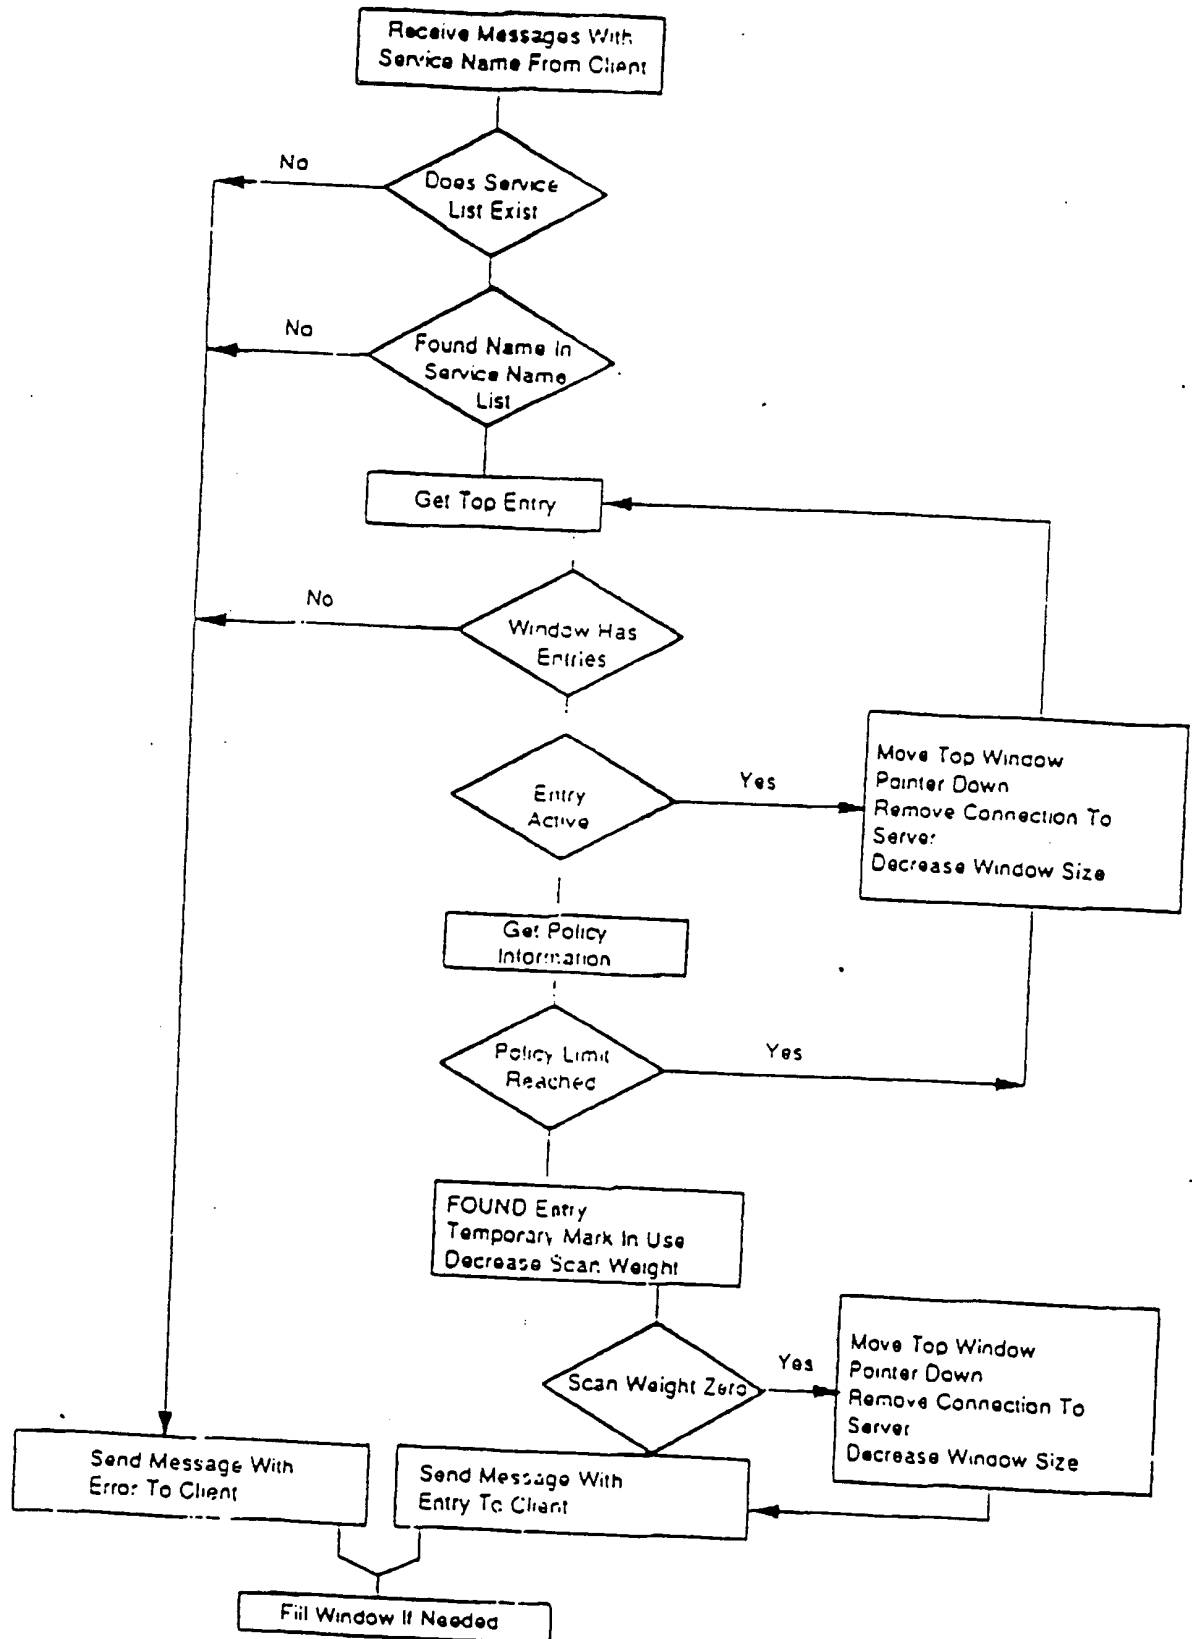 Receive Messages With
Service Name From Client
No
Does Service
List Exist
No
Found Name In
Service Name
List
Get Top Entry
No
Window Has
Entries
Entry
Active
Yes
Move Top Window
Pointer Down
Remove Connection To
Server
Decrease Window Size
Get Policy
Information
Policy Limit
Reached
Yes
FOUND Entry
Temporary Mark In Use
Decrease Scan Weight
Scan Weight Zero
Yes
Move Top Window
Pointer Down
Remove Connection To
Server
Decrease Window Size
Send Message With
Error To Client
Send Message With
Entry To Client
Fill Window If Needed